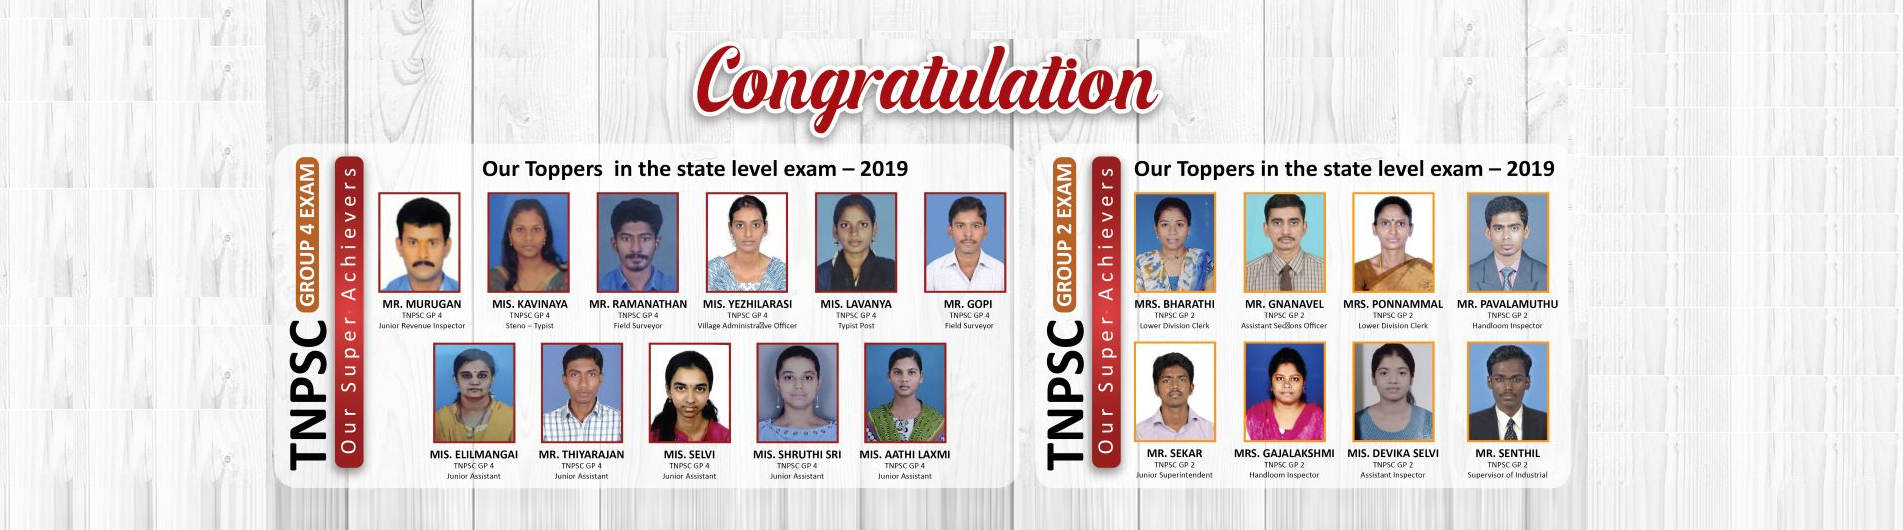 Congratulation
TNPSC GROUP 4 EXAM
Our Super Achievers
Our Toppers in the state level exam – 2019
MR. MURUGAN
TNPSC GP 4
Junior Revenue Inspector
MIS. KAVINAYA
TNPSC GP 4
Steno – Typist
MR. RAMANATHAN
TNPSC GP 4
Field Surveyor
MIS. YEZHILARASI
TNPSC GP 4
Village Officer
MIS. LAVANYA
TNPSC GP 4
Typist Post
MR. GOPI
TNPSC GP 4
Field Surveyor
MIS. ELILMANGAI
TNPSC GP 4
Junior Assistant
MR. THIYARAJAN
TNPSC GP 4
Junior Assistant
MIS. SELVI
TNPSC GP 4
Junior Assistant
MIS. SHRUTHI SRI
TNPSC GP 4
Junior Assistant
MIS. AATHI LAXMI
TNPSC GP 4
Junior Assistant
TNPSC GROUP 2 EXAM
Our Super Achievers
Our Toppers in the state level exam – 2019
MRS. BHARATHI
TNPSC GP 2
Lower Division Clerk
MR. GNANAVEL
TNPSC GP 2
Assistant Officer
MRS. PONNAMMAL
TNPSC GP 2
Lower Division Clerk
MR. PAVALAMUTHU
TNPSC GP 2
Handloom Inspector
MR. SEKAR
TNPSC GP 2
Junior Superintendent
MRS. GAJALAKSHMI
TNPSC GP 2
Handloom Inspector
MIS. DEVIKA SELVI
TNPSC GP 2
Assistant Inspector
MR. SENTHIL
TNPSC GP 2
Supervisor of Industrial